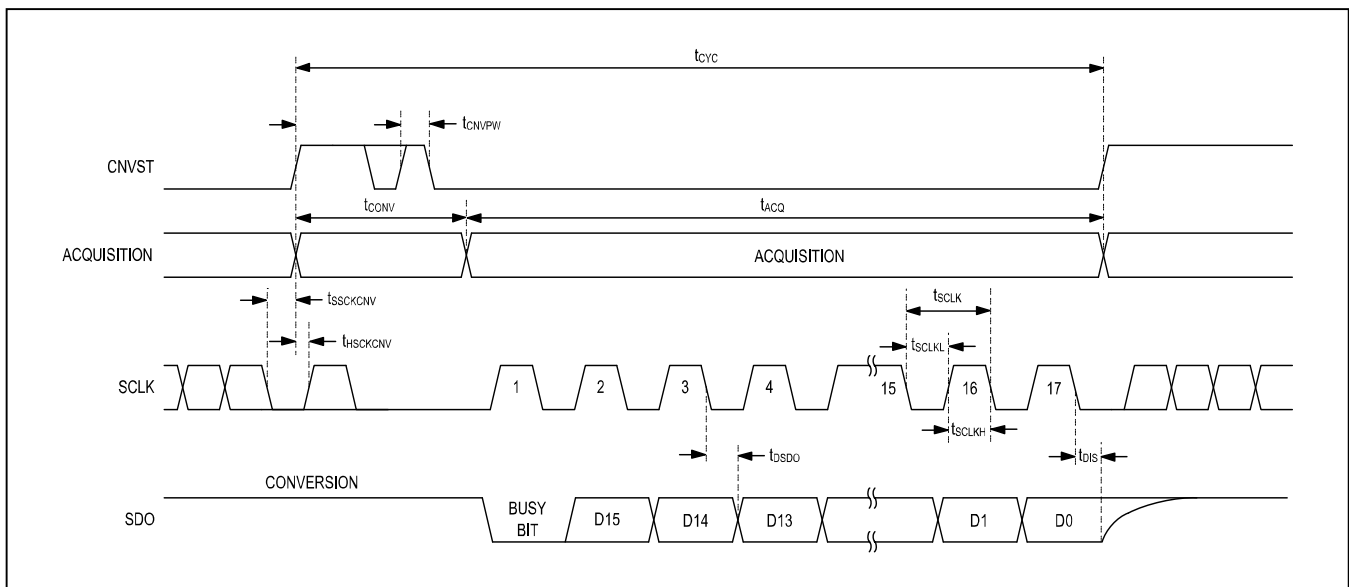 tCYC
tCNVPW
CNVST
tCONV
tACQ
ACQUISITION
ACQUISITION
tSSCKCNV
tHSCKCNV
tSCLK
tSCLKL
SCLK
1 2 3 4 15 16 17
tSCLKH
tDSDO
tDIS
CONVERSION
SDO
BUSY
BIT
D15 D14 D13 D1 D0